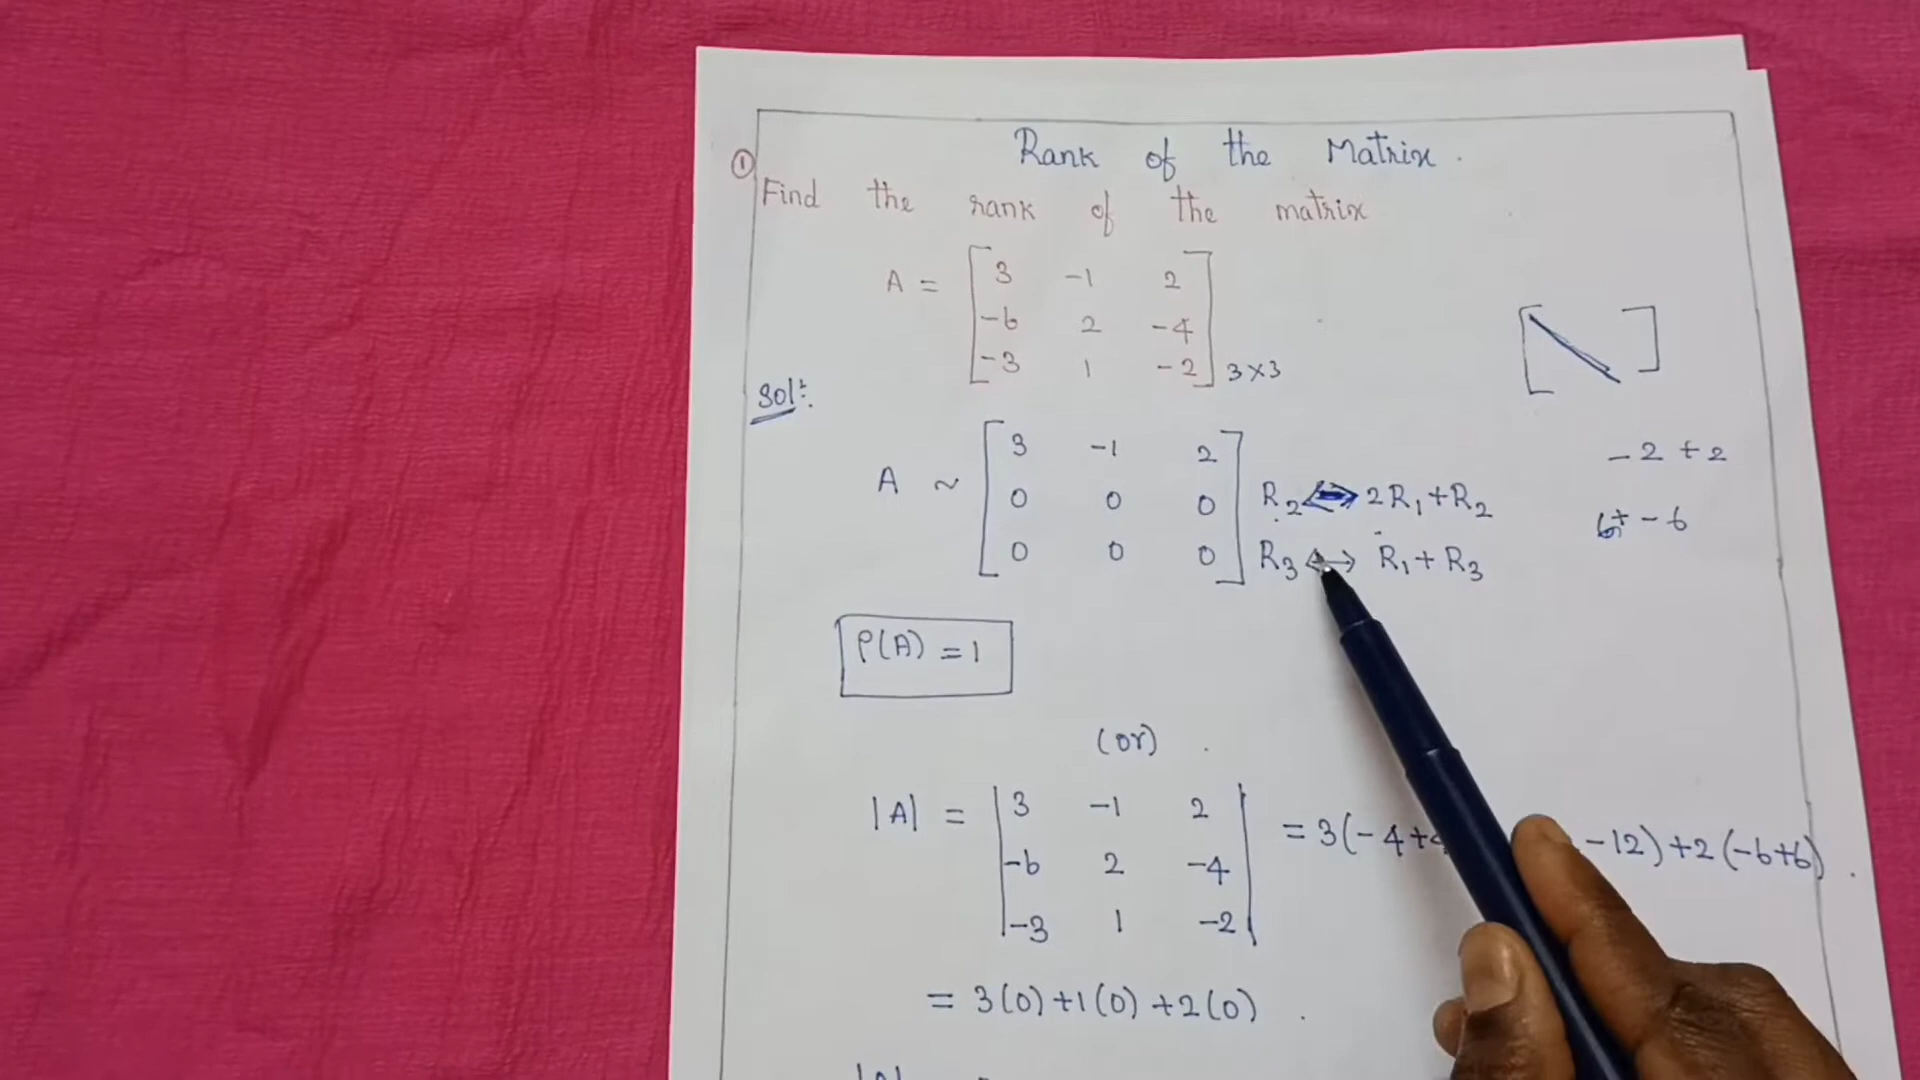 Rank of the Matrix.
①
Find the rank of the matrix
A = [ 3 -1 2
-6 2 -4
-3 1 -2 ] 3×3
Sol:
A ~ [ 3 -1 2
0 0 0 ] R2 ↔ 2R1+R2
0 0 0 ] R3 ↔ R1+R3
-2+2
6+-6
ρ(A) = 1
(or)
|A| = | 3 -1 2 | = 3(-4+ -12)+2(-6+6).
-6 2 -4
-3 1 -2
= 3(0)+1(0)+2(0).